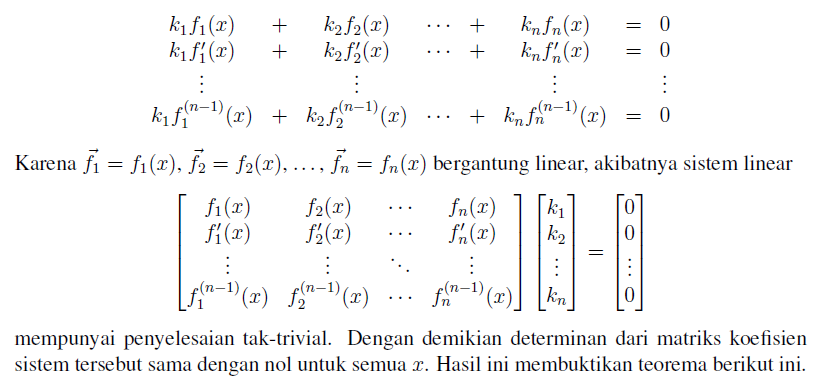 k₁f₁(x) + k₂f₂(x) ⋯ + kₙfₙ(x) = 0
k₁f₁′(x) + k₂f₂′(x) ⋯ + kₙfₙ′(x) = 0
⋮ ⋮ ⋮ ⋮
k₁f₁⁽ⁿ⁻¹⁾(x) + k₂f₂⁽ⁿ⁻¹⁾(x) ⋯ + kₙfₙ⁽ⁿ⁻¹⁾(x) = 0
Karena f⃗₁ = f₁(x), f⃗₂ = f₂(x), …, f⃗ₙ = fₙ(x) bergantung linear, akibatnya sistem linear
[f₁(x) f₂(x) ⋯ fₙ(x)] [k₁] [0]
[f₁′(x) f₂′(x) ⋯ fₙ′(x)] [k₂] [0]
[⋮ ⋮ ⋱ ⋮] [⋮] = [⋮]
[f₁⁽ⁿ⁻¹⁾(x) f₂⁽ⁿ⁻¹⁾(x) ⋯ fₙ⁽ⁿ⁻¹⁾(x)] [kₙ] [0]
mempunyai penyelesaian tak-trivial. Dengan demikian determinan dari matriks koefisien
sistem tersebut sama dengan nol untuk semua x. Hasil ini membuktikan teorema berikut ini.